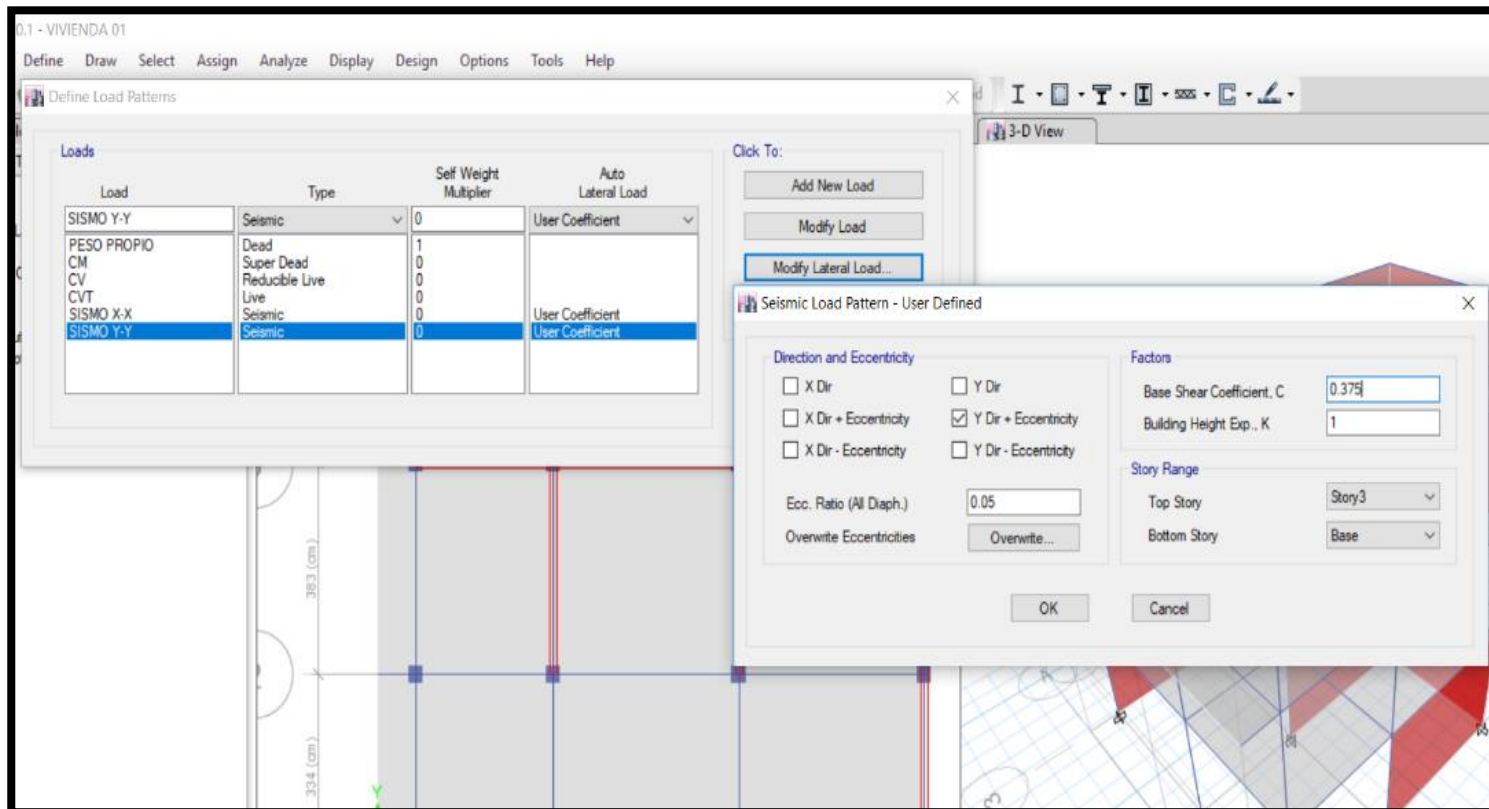 0.1 - VIVIENDA 01
Define Draw Select Assign Analyze Display Design Options Tools Help
Define Load Patterns
3-D View
Loads
Click To:
Load Type Self Weight Multiplier Auto Lateral Load
SISMO Y-Y Seismic 0 User Coefficient
PESO PROPIO Dead 1
CM Super Dead 0
CV Reducible Live 0
CVT Live 0
SISMO X-X Seismic 0 User Coefficient
SISMO Y-Y Seismic 0 User Coefficient
Add New Load
Modify Load
Modify Lateral Load...
Seismic Load Pattern - User Defined
Direction and Eccentricity
X Dir Y Dir
X Dir + Eccentricity Y Dir + Eccentricity
X Dir - Eccentricity Y Dir - Eccentricity
Ecc. Ratio (All Diaph.) 0.05
Overwrite Eccentricities Overwrite...
Factors
Base Shear Coefficient, C 0.375
Building Height Exp., K 1
Story Range
Top Story Story3
Bottom Story Base
OK Cancel
383 (cm)
334 (cm)
Y